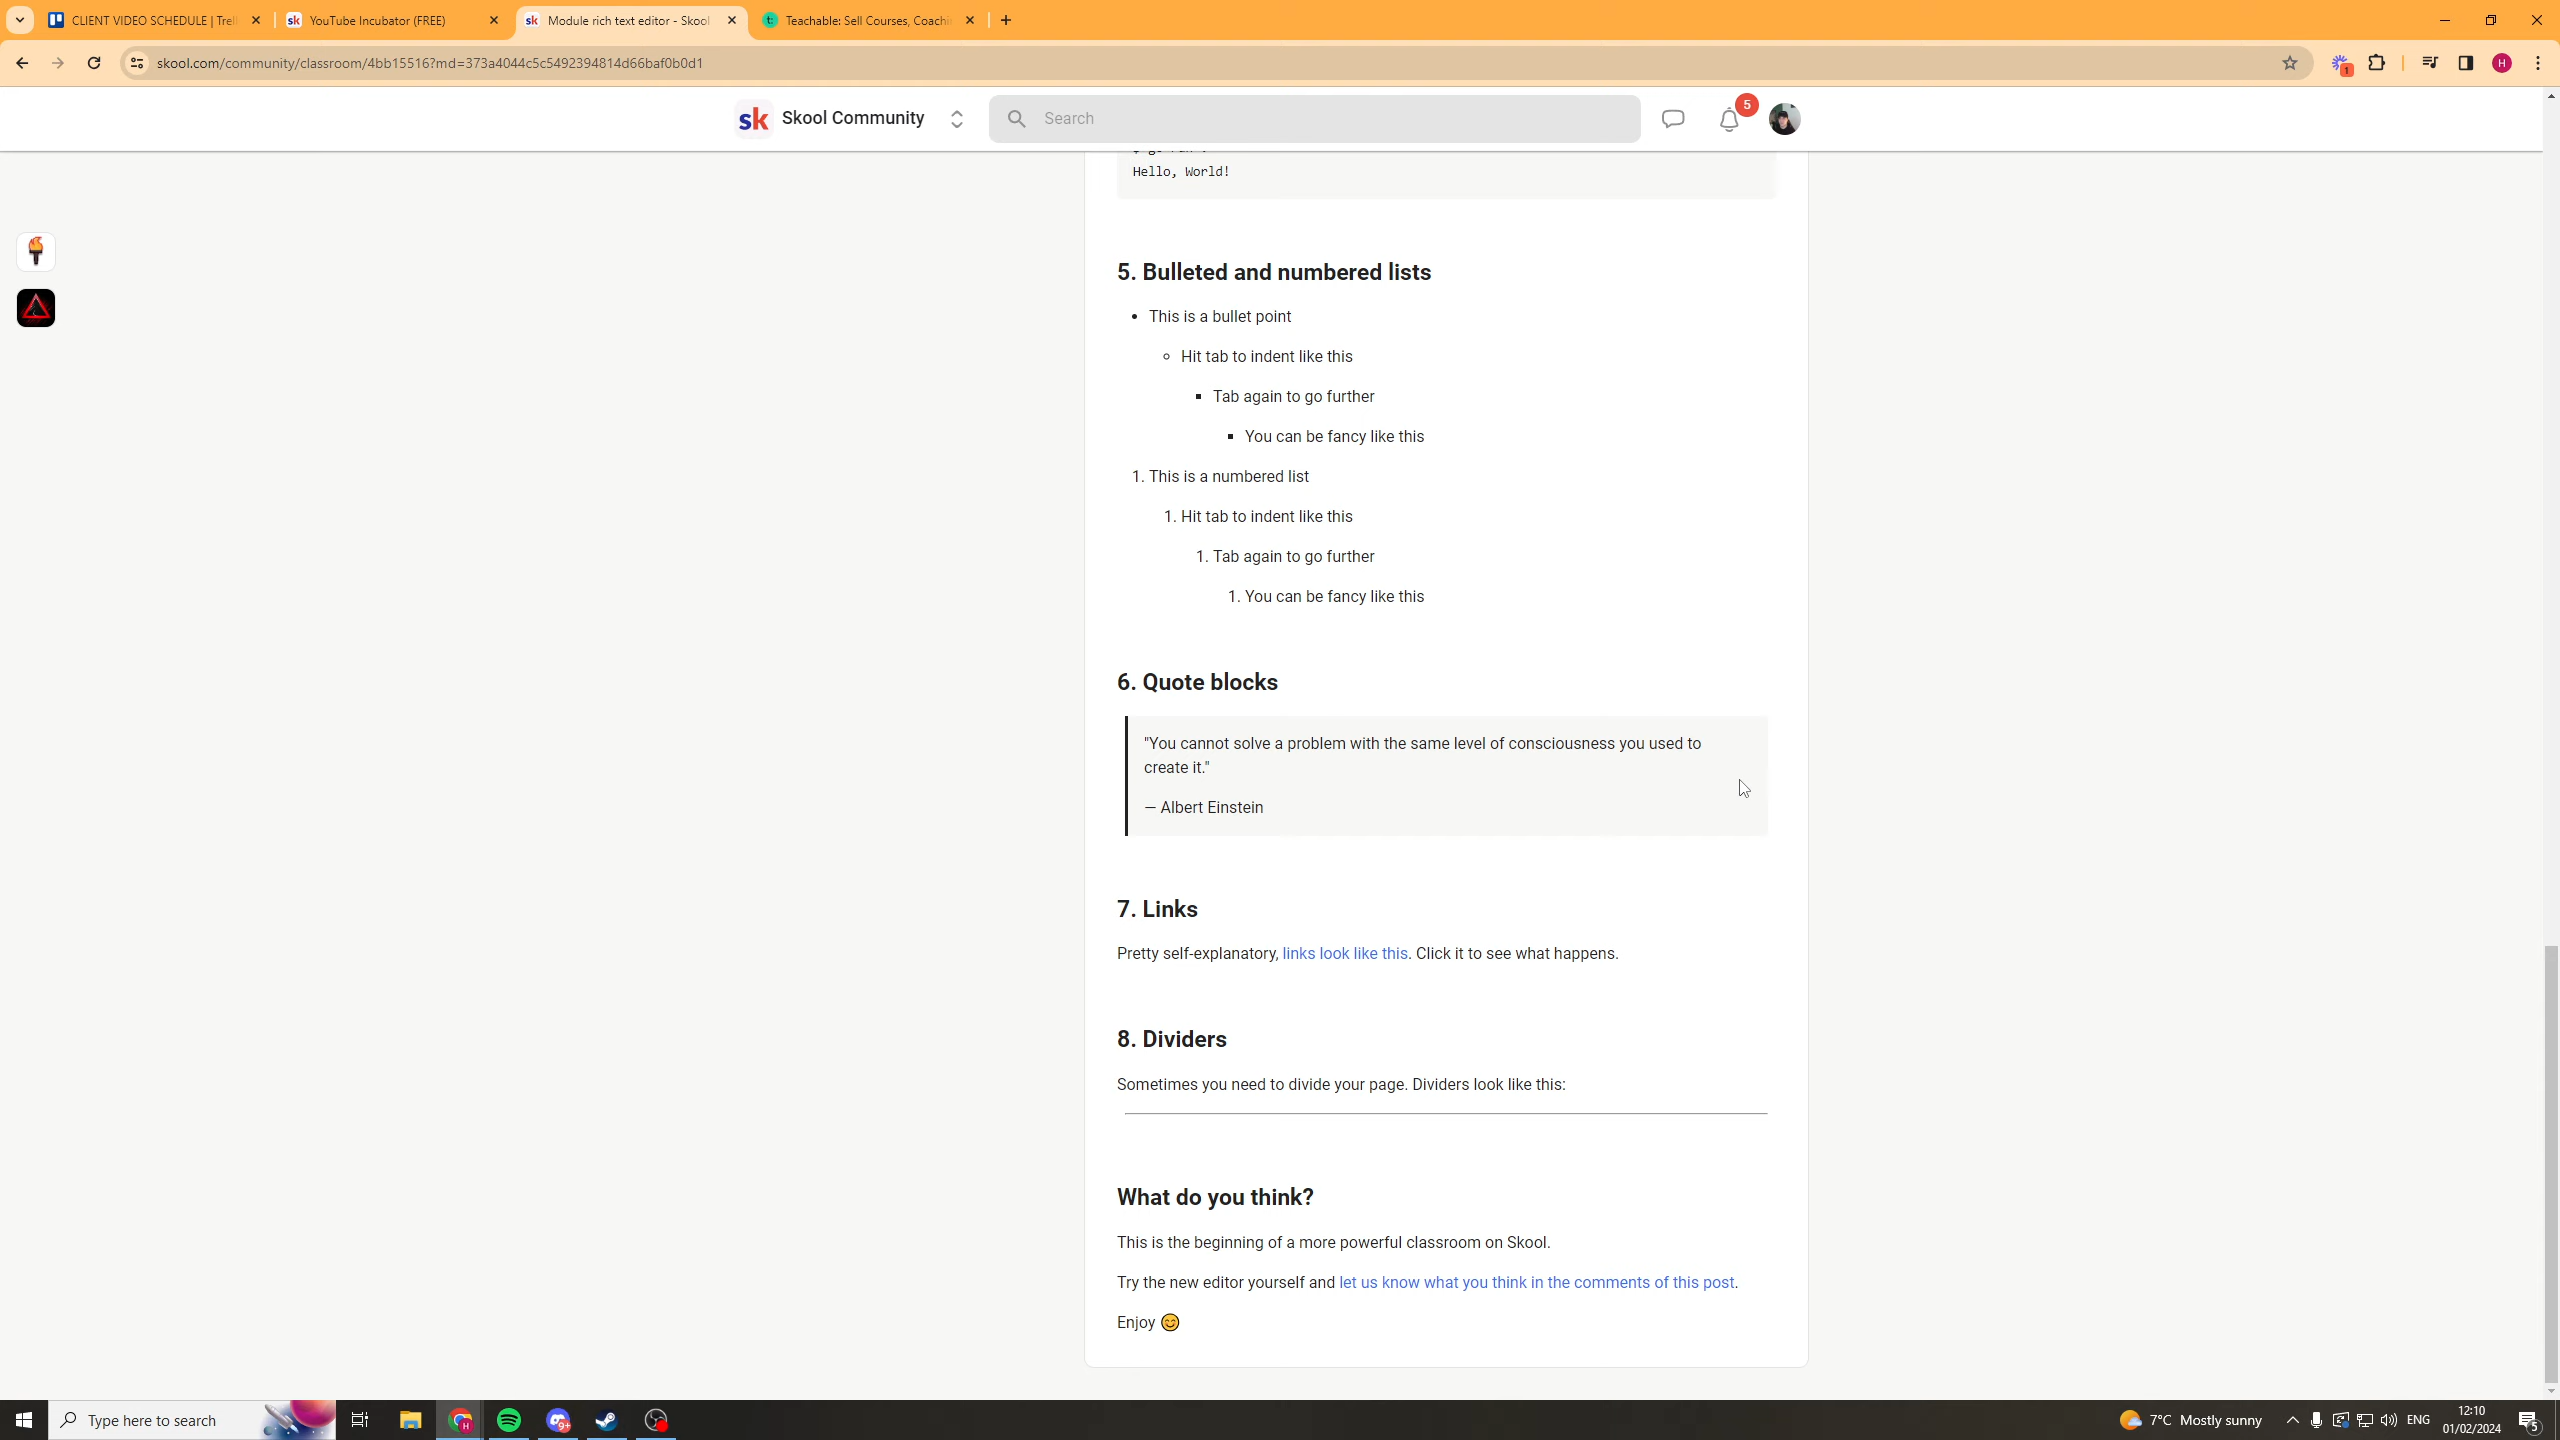 CLIENT VIDEO SCHEDULE | Trel
sk YouTube Incubator (FREE)
sk Module rich text editor - Skool
t: Teachable: Sell Courses, Coachi
skool.com/community/classroom/4bb15516?md=373a4044c5c5492394814d66baf0b0d1
1
H
sk Skool Community
Search
5
Hello, World!
5. Bulleted and numbered lists
• This is a bullet point
Hit tab to indent like this
▪ Tab again to go further
▪ You can be fancy like this
1. This is a numbered list
1. Hit tab to indent like this
1. Tab again to go further
1. You can be fancy like this
6. Quote blocks
"You cannot solve a problem with the same level of consciousness you used to
create it."
— Albert Einstein
7. Links
Pretty self-explanatory, links look like this. Click it to see what happens.
8. Dividers
Sometimes you need to divide your page. Dividers look like this:
What do you think?
This is the beginning of a more powerful classroom on Skool.
Try the new editor yourself and let us know what you think in the comments of this post.
Enjoy 😊
Type here to search
H
9+
7°C Mostly sunny
ENG
12:10
01/02/2024
5